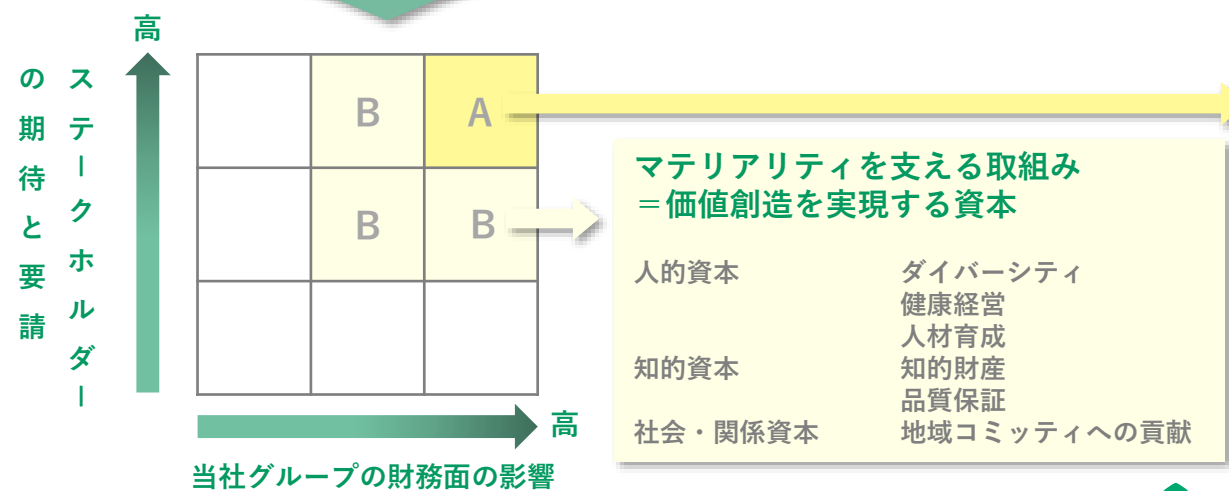 高
ステークホルダー
の期待と要請
B A
B B
高
当社グループの財務面の影響
マテリアリティを支える取組み
＝価値創造を実現する資本
人的資本 ダイバーシティ
健康経営
人材育成
知的資本 知的財産
品質保証
社会・関係資本 地域コミッティへの貢献